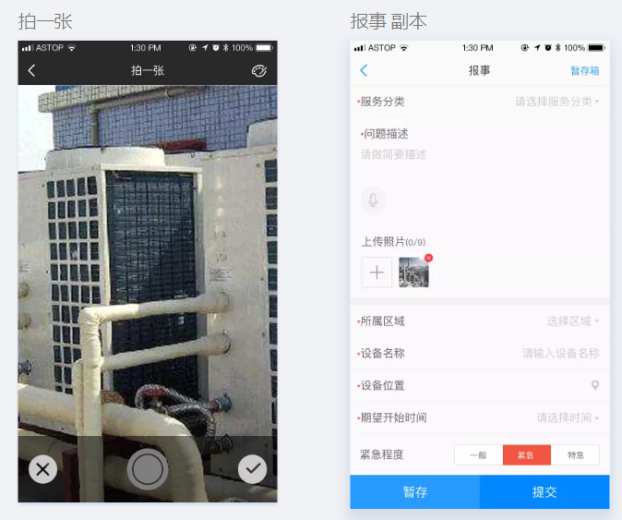 拍一张
ASTOP 1:30 PM 100%
拍一张
报事 副本
ASTOP 1:30 PM 100%
报事 暂存箱
*服务分类 请选择服务分类
*问题描述
请做简要描述
上传照片(0/9)
*所属区域 选择区域
*设备名称 请输入设备名称
*设备位置
*期望开始时间 请选择时间
紧急程度 一般 紧急 特急
暂存 提交